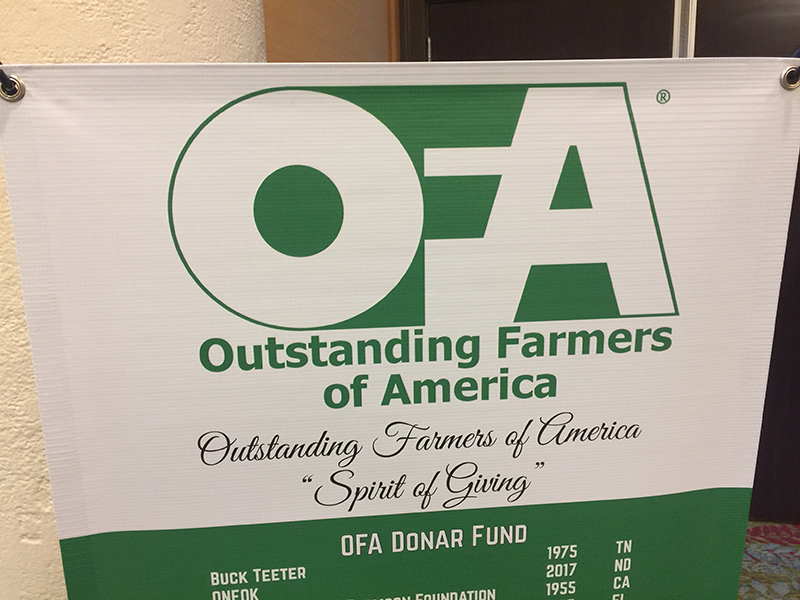 OFA ®
Outstanding Farmers
of America
Outstanding Farmers of America
“Spirit of Giving”
OFA DONAR FUND
BUCK TEETER 1975 TN
ONEOK 2017 ND
FOUNDATION 1955 CA
FL